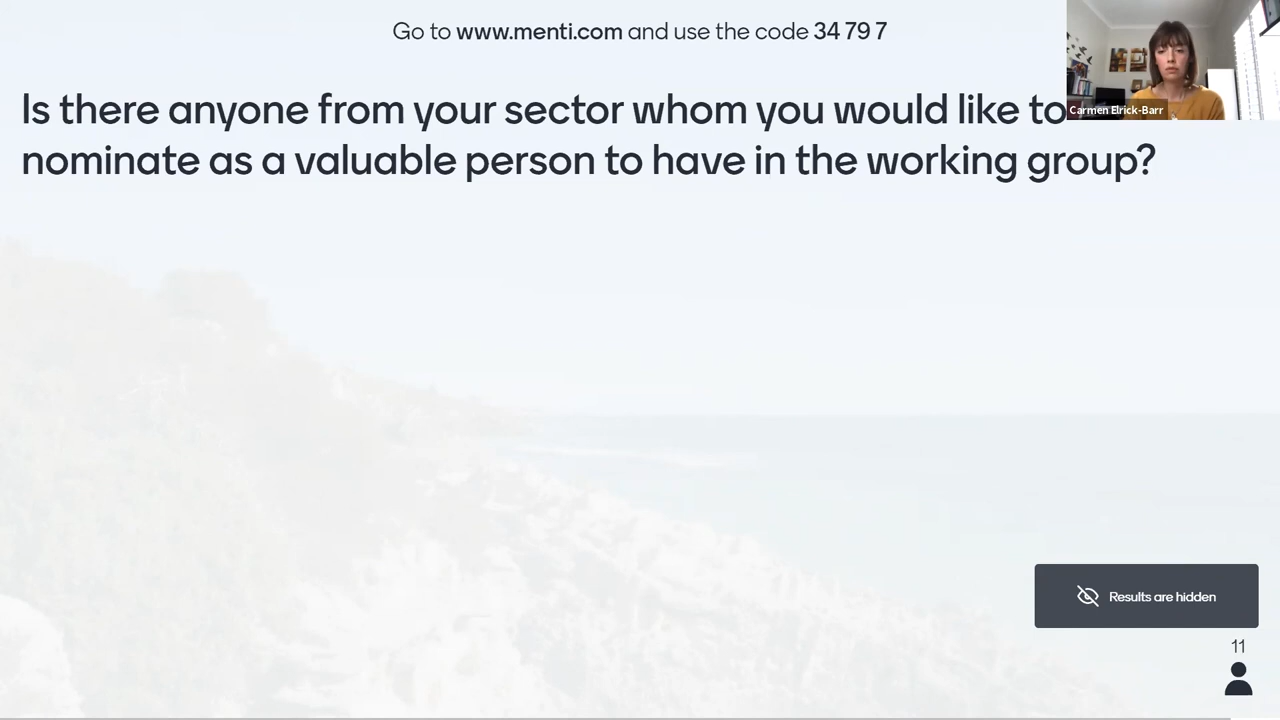 Go to www.menti.com and use the code 34 79 7
Is there anyone from your sector whom you would like to
nominate as a valuable person to have in the working group?
Carmen Elrick-Barr
Results are hidden
11